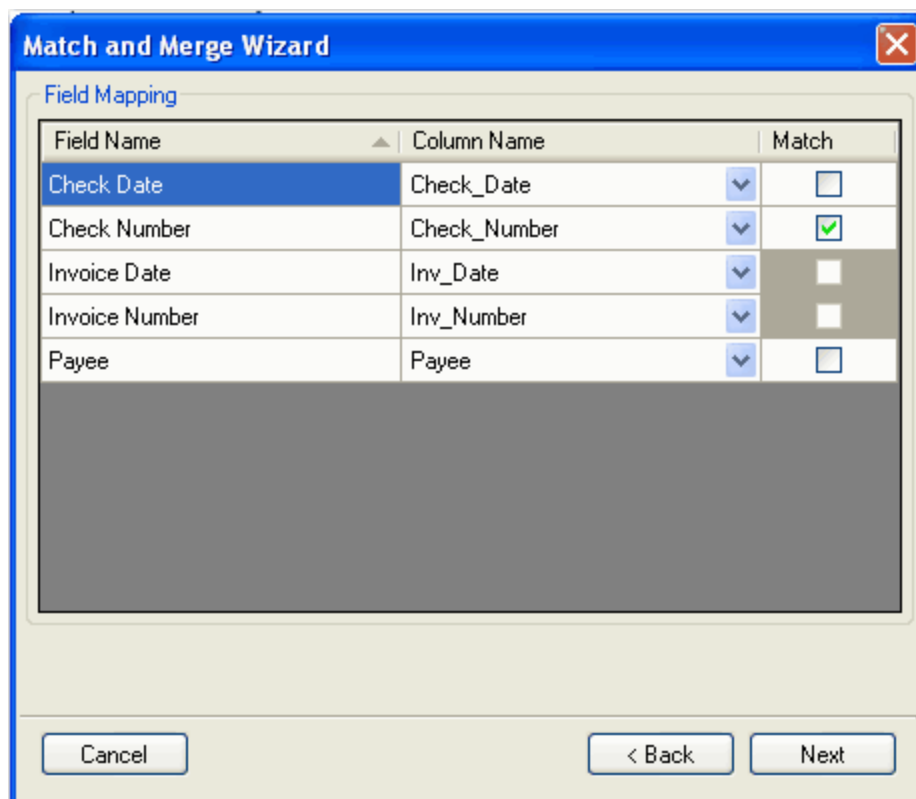 Match and Merge Wizard
Field Mapping
Field Name Column Name Match
Check Date Check_Date
Check Number Check_Number
Invoice Date Inv_Date
Invoice Number Inv_Number
Payee Payee
Cancel < Back Next